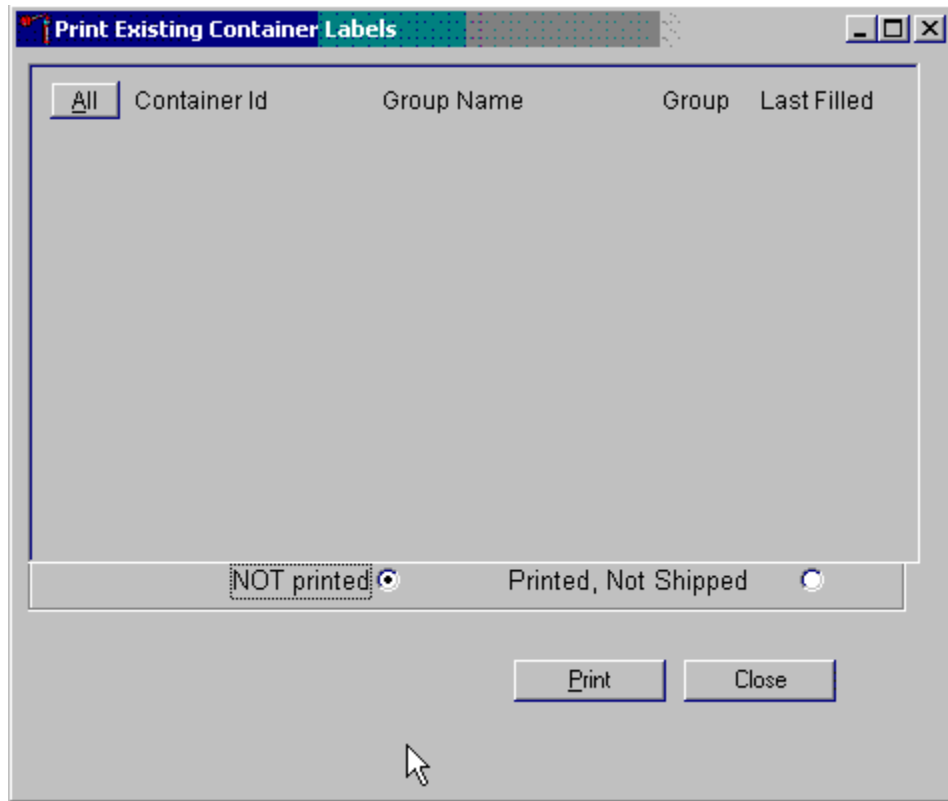 Print Existing Container Labels
All Container Id Group Name Group Last Filled
NOT printed Printed, Not Shipped
Print Close